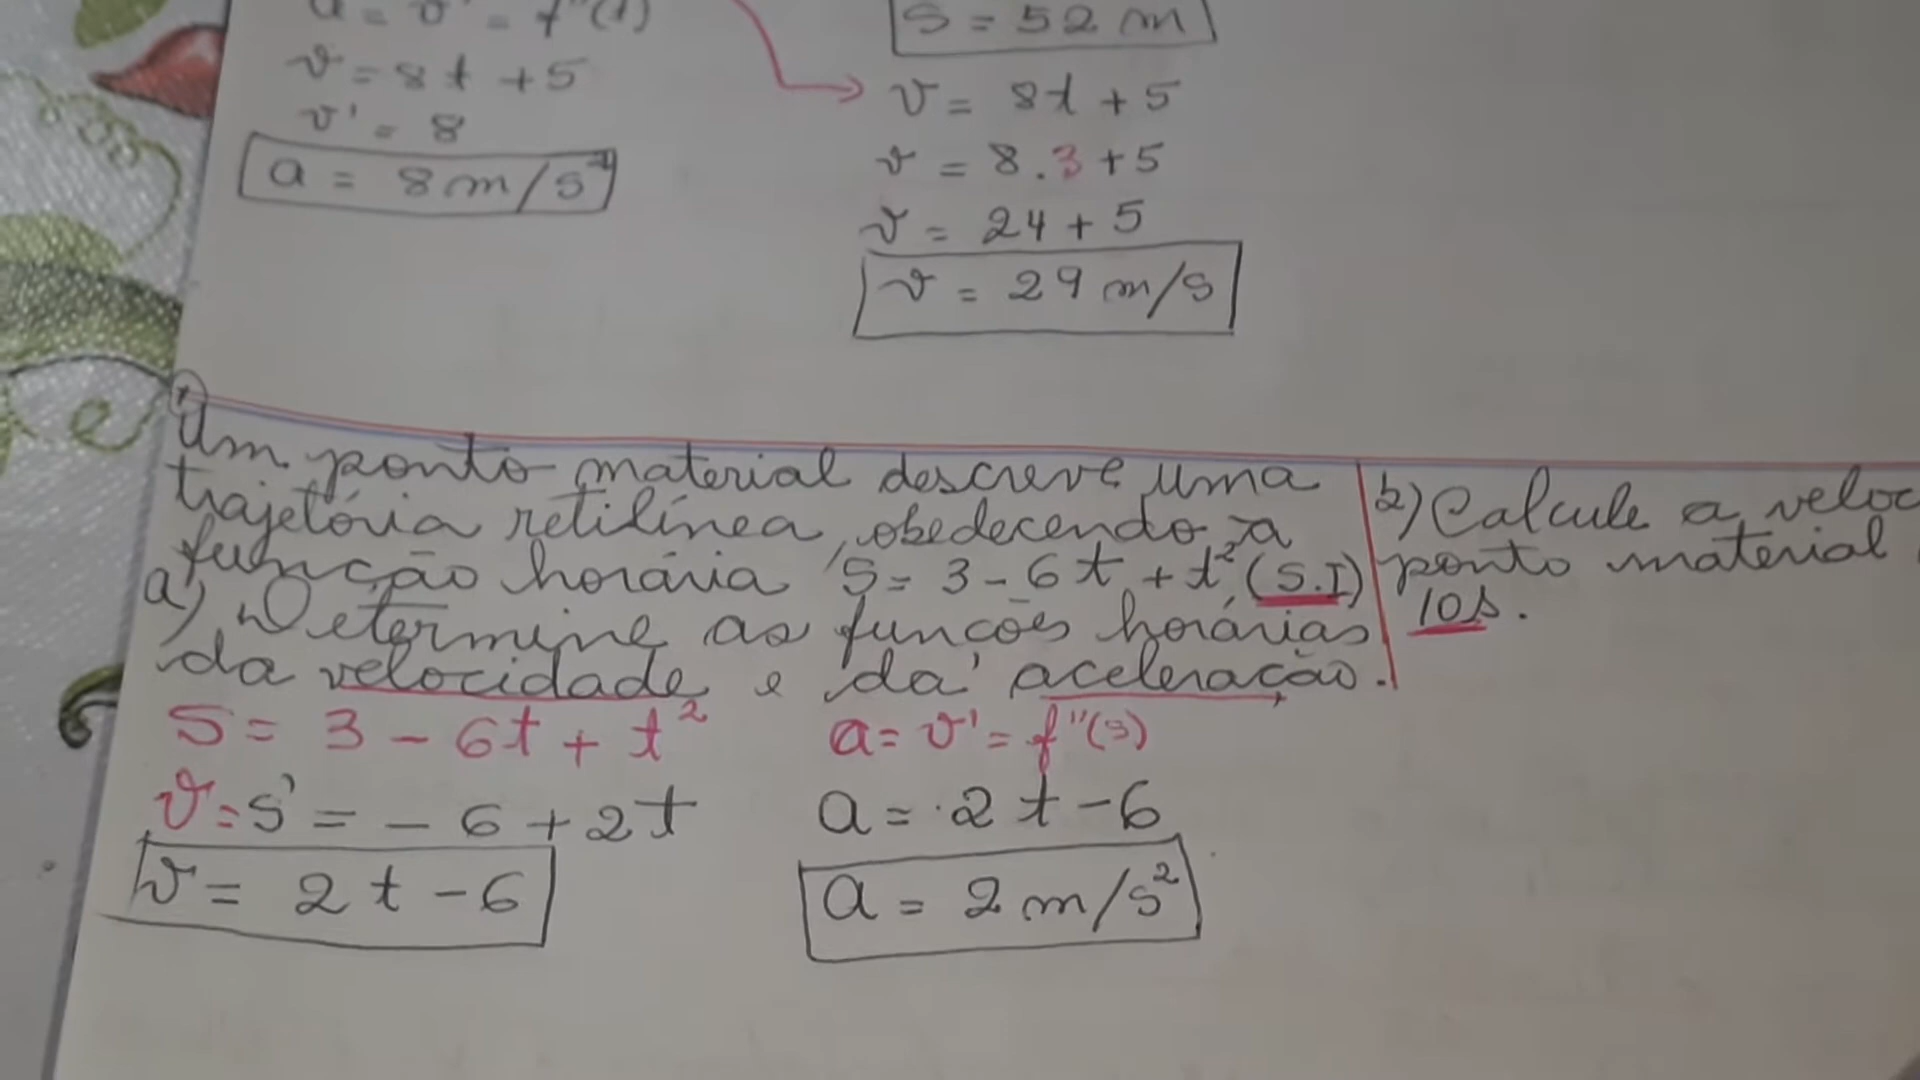 a = v' = f''(t)
v = 8t + 5
v' = 8
a = 8 m/s²
S = 52 m
v = 8t + 5
v = 8.3 + 5
v = 24 + 5
v = 29 m/s
Um ponto material descreve uma
trajetória retilínea, obedecendo a
função horária S = 3 - 6t + t² (S.I)
a) Determine as funções horárias
da velocidade e da aceleração.
S = 3 - 6t + t²
v = s' = - 6 + 2t
v = 2t - 6
a = v' = f''(s)
a = 2t - 6
a = 2 m/s²
b) Calcule a veloc
ponto material
10s.